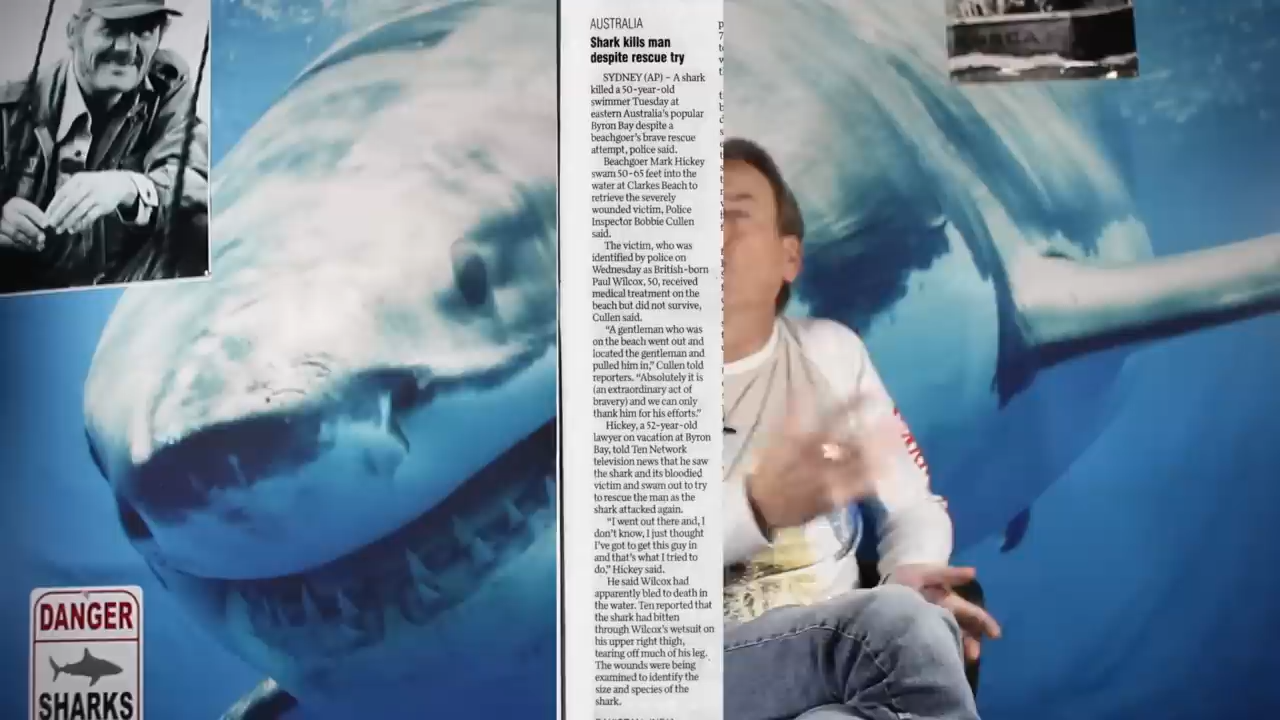 AUSTRALIA
Shark kills man
despite rescue try
SYDNEY (AP) – A shark
killed a 50-year-old
swimmer Tuesday at
eastern Australia's popular
Byron Bay despite a
beachgoer's brave rescue
attempt, police said.
Beachgoer Mark Hickey
swam 50-65 feet into the
water at Clarkes Beach to
retrieve the severely
wounded victim, Police
Inspector Bobbie Cullen
said.
The victim, who was
identified by police on
Wednesday as British-born
Paul Wilcox, 50, received
medical treatment on the
beach but did not survive,
Cullen said.
"A gentleman who was
on the beach went out and
located the gentleman and
pulled him in," Cullen told
reporters. "Absolutely it is
(an extraordinary act of
bravery) and we can only
thank him for his efforts."
Hickey, a 52-year-old
lawyer on vacation at Byron
Bay, told Ten Network
television news that he saw
the shark and its bloodied
victim and swam out to try
to rescue the man as the
shark attacked again.
"I went out there and, I
don't know, I just thought
I've got to get this guy in
and that's what I tried to
do," Hickey said.
He said Wilcox had
apparently bled to death in
the water. Ten reported that
the shark had bitten
through Wilcox's wetsuit on
his upper right thigh,
tearing off much of his leg.
The wounds were being
examined to identify the
size and species of the
shark.
DANGER
SHARKS